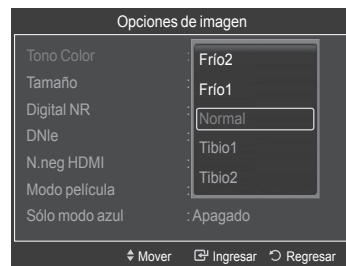 Opciones de imagen
Tono Color : Frío2
Tamaño : Frío1
Digital NR : Normal
DNIe : Tibio1
N.neg HDMI : Tibio2
Modo película :
Sólo modo azul : Apagado
Mover Ingresar Regresar